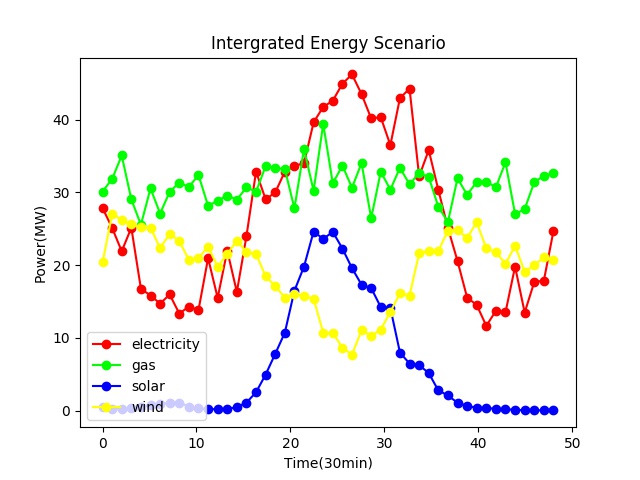 Intergrated Energy Scenario
Power(MW)
40
30
20
10
0
electricity
gas
solar
wind
0 10 20 30 40 50
Time(30min)